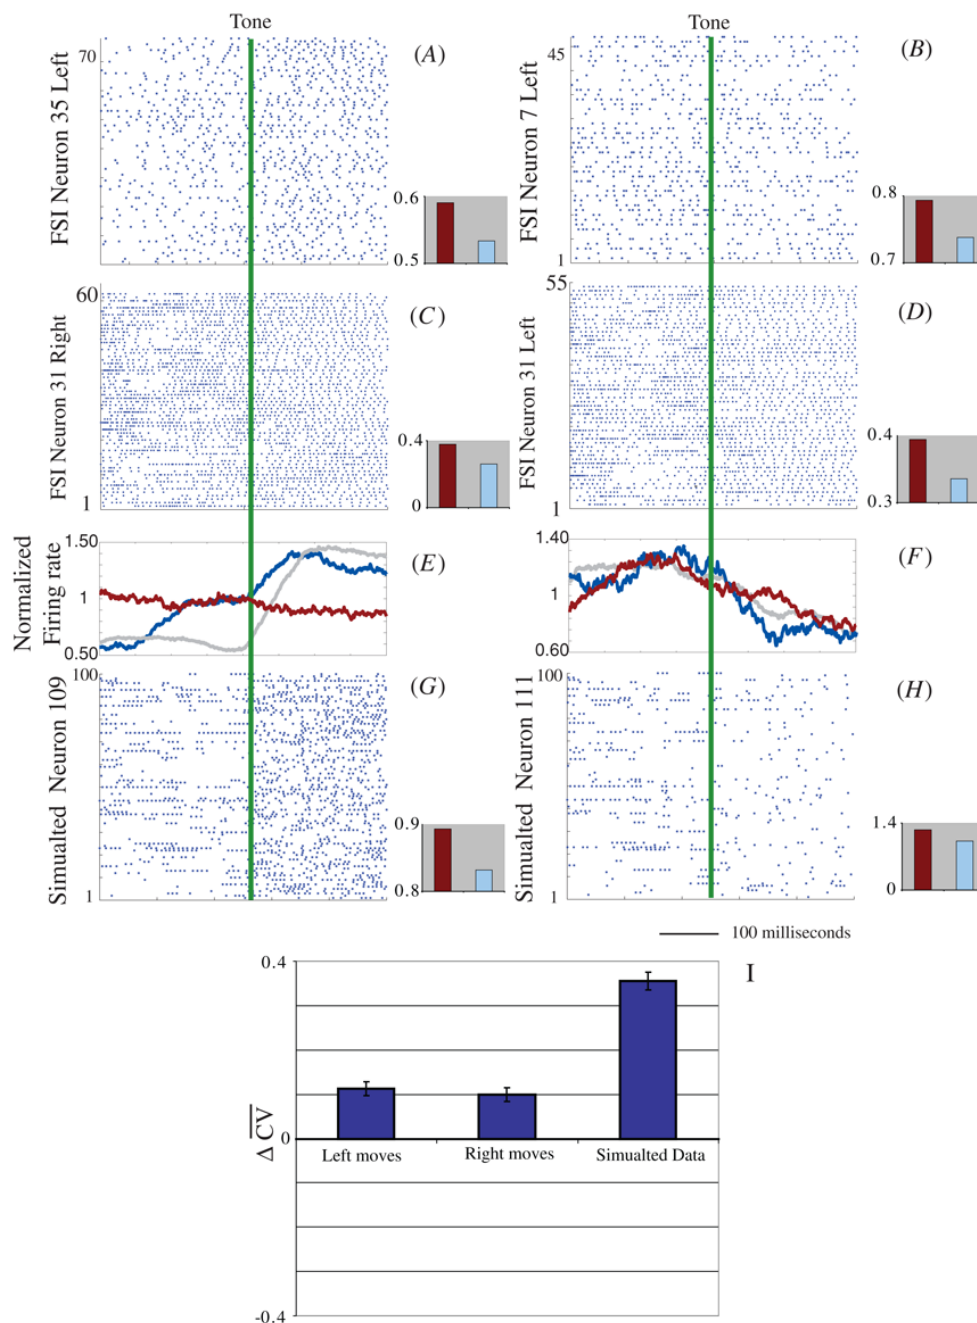 Tone
Tone
FSI Neuron 35 Left
70
(A)
0.6
0.5
FSI Neuron 7 Left
45
1
(B)
0.8
0.7
FSI Neuron 31 Right
60
1
(C)
0.4
0
FSI Neuron 31 Left
55
1
(D)
0.4
0.3
Normalized
Firing rate
1.50
1
0.50
(E)
1.40
1
0.60
(F)
Simualted Neuron 109
100
1
(G)
0.9
0.8
Simualted Neuron 111
100
1
(H)
1.4
0
100 milliseconds
I
Δ CV
0.4
0
-0.4
Left moves
Right moves
Simualted Data